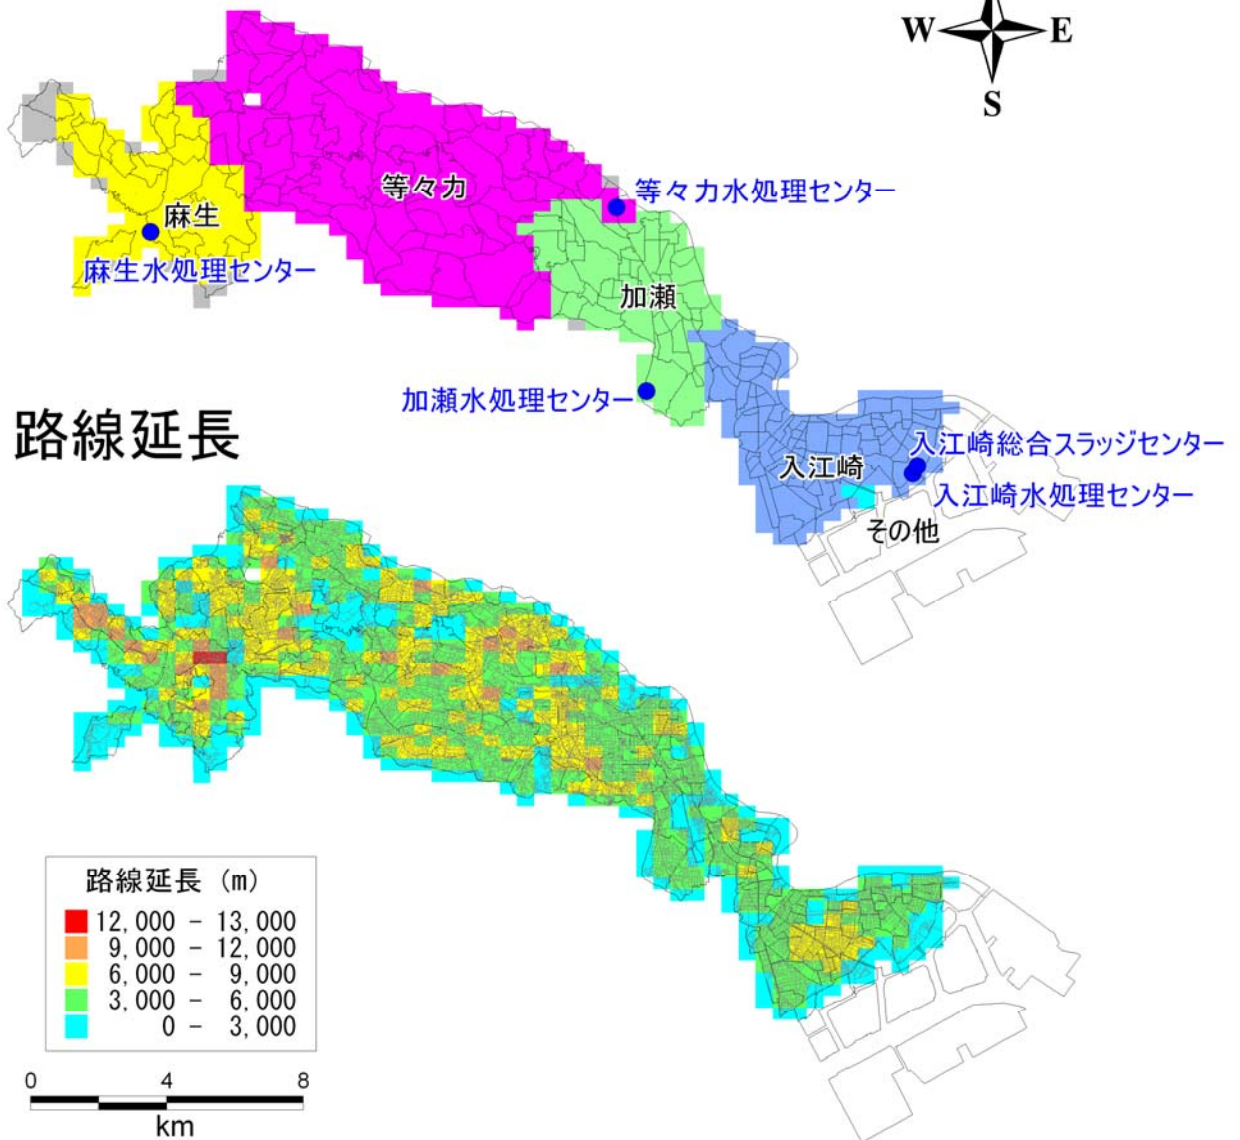 W E
S
等々力
等々力水処理センター
麻生
麻生水処理センター
加瀬
加瀬水処理センター
路線延長
入江崎総合スラッジセンター
入江崎
入江崎水処理センター
その他
路線延長 (m)
12,000 - 13,000
9,000 - 12,000
6,000 - 9,000
3,000 - 6,000
0 - 3,000
0 4 8
km